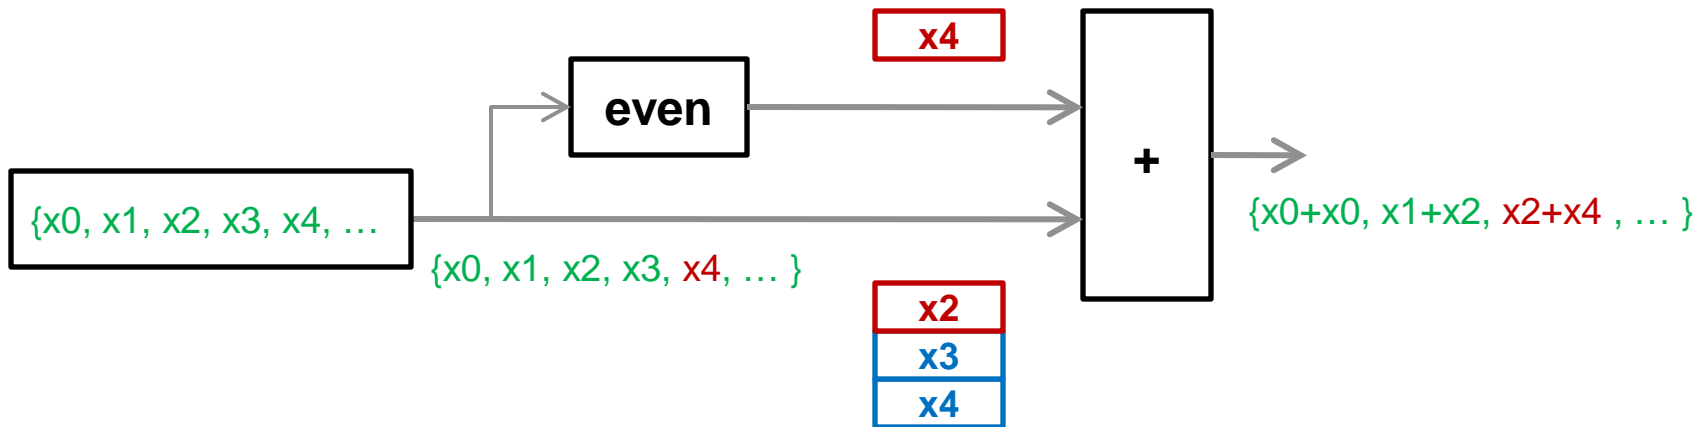 x4
even
+
{x0, x1, x2, x3, x4, …
{x0+x0, x1+x2, x2+x4 , … }
{x0, x1, x2, x3, x4, … }
x2
x3
x4